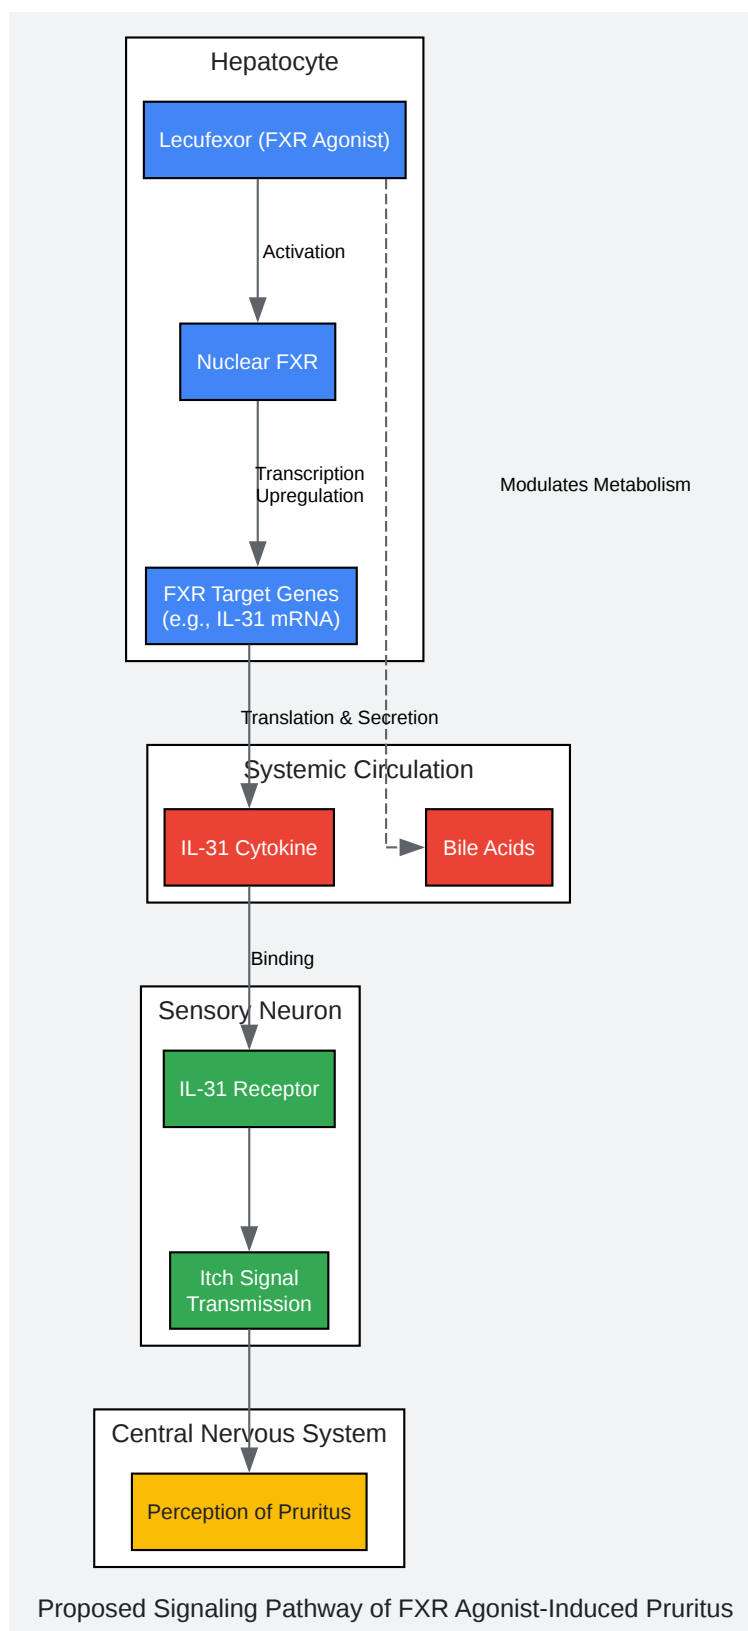 Hepatocyte
Lecufexor (FXR Agonist)
Activation
Nuclear FXR
Transcription
Upregulation
Modulates Metabolism
FXR Target Genes
(e.g., IL-31 mRNA)
Translation & Secretion
Systemic Circulation
IL-31 Cytokine
Bile Acids
Binding
Sensory Neuron
IL-31 Receptor
Itch Signal
Transmission
Central Nervous System
Perception of Pruritus
Proposed Signaling Pathway of FXR Agonist-Induced Pruritus